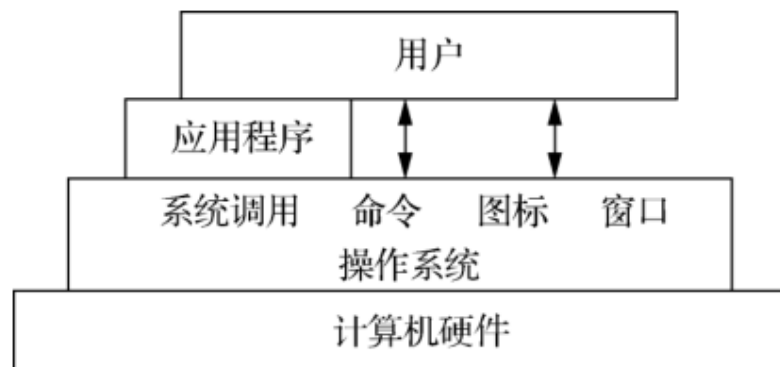 用户
应用程序
系统调用 命令 图标 窗口
操作系统
计算机硬件